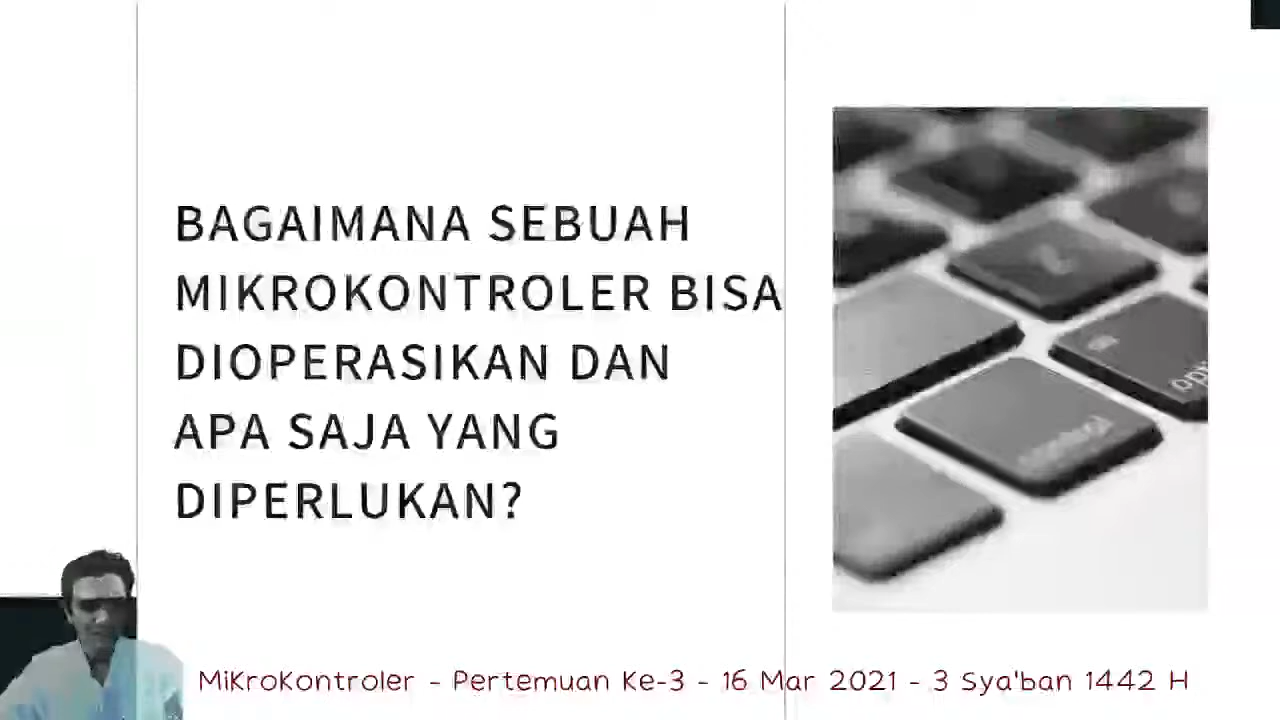 BAGAIMANA SEBUAH
MIKROKONTROLER BISA
DIOPERASIKAN DAN
APA SAJA YANG
DIPERLUKAN?
control
MiKroKontroler - Pertemuan Ke-3 - 16 Mar 2021 - 3 Sya'ban 1442 H